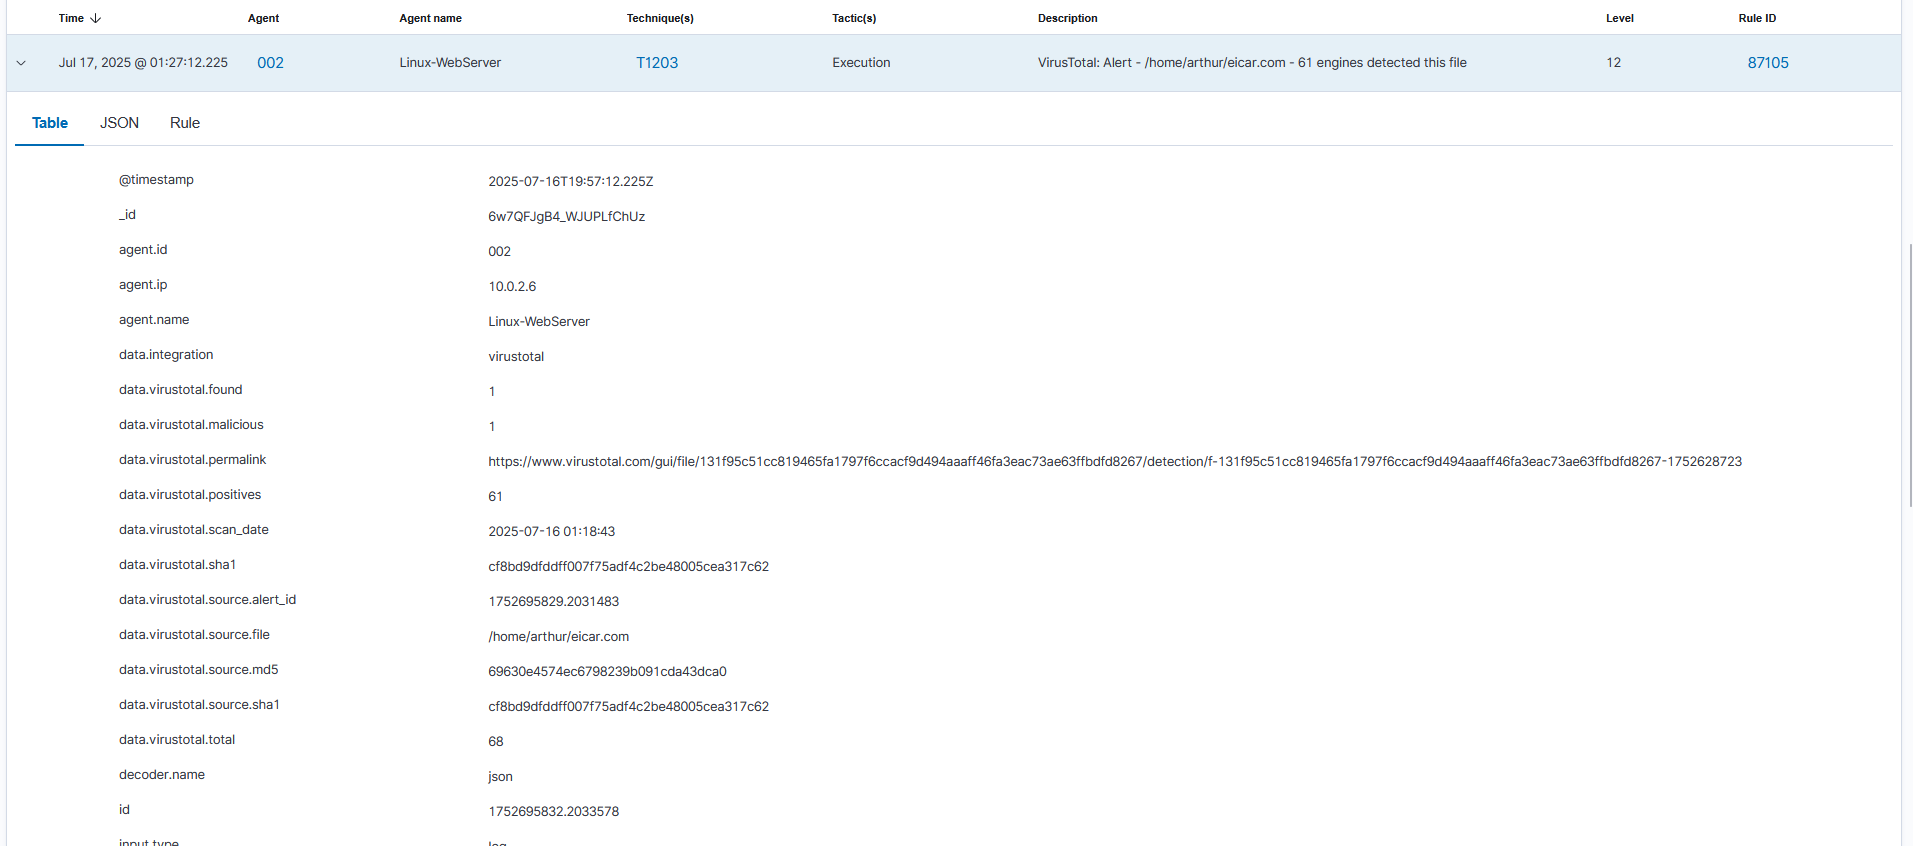 Time Agent Agent name Technique(s) Tactic(s) Description Level Rule ID
Jul 17, 2025 @ 01:27:12.225 002 Linux-WebServer T1203 Execution VirusTotal: Alert - /home/arthur/eicar.com - 61 engines detected this file 12 87105
Table JSON Rule
@timestamp 2025-07-16T19:57:12.225Z
_id 6w7QFJgB4_WJUPLfChUz
agent.id 002
agent.ip 10.0.2.6
agent.name Linux-WebServer
data.integration virustotal
data.virustotal.found 1
data.virustotal.malicious 1
data.virustotal.permalink https://www.virustotal.com/gui/file/131f95c51cc819465fa1797f6ccacf9d494aaaff46fa3eac73ae63ffbdfd8267/detection/f-131f95c51cc819465fa1797f6ccacf9d494aaaff46fa3eac73ae63ffbdfd8267-1752628723
data.virustotal.positives 61
data.virustotal.scan_date 2025-07-16 01:18:43
data.virustotal.sha1 cf8bd9dfddff007f75adf4c2be48005cea317c62
data.virustotal.source.alert_id 1752695829.2031483
data.virustotal.source.file /home/arthur/eicar.com
data.virustotal.source.md5 69630e4574ec6798239b091cda43dca0
data.virustotal.source.sha1 cf8bd9dfddff007f75adf4c2be48005cea317c62
data.virustotal.total 68
decoder.name json
id 1752695832.2033578
input.type log